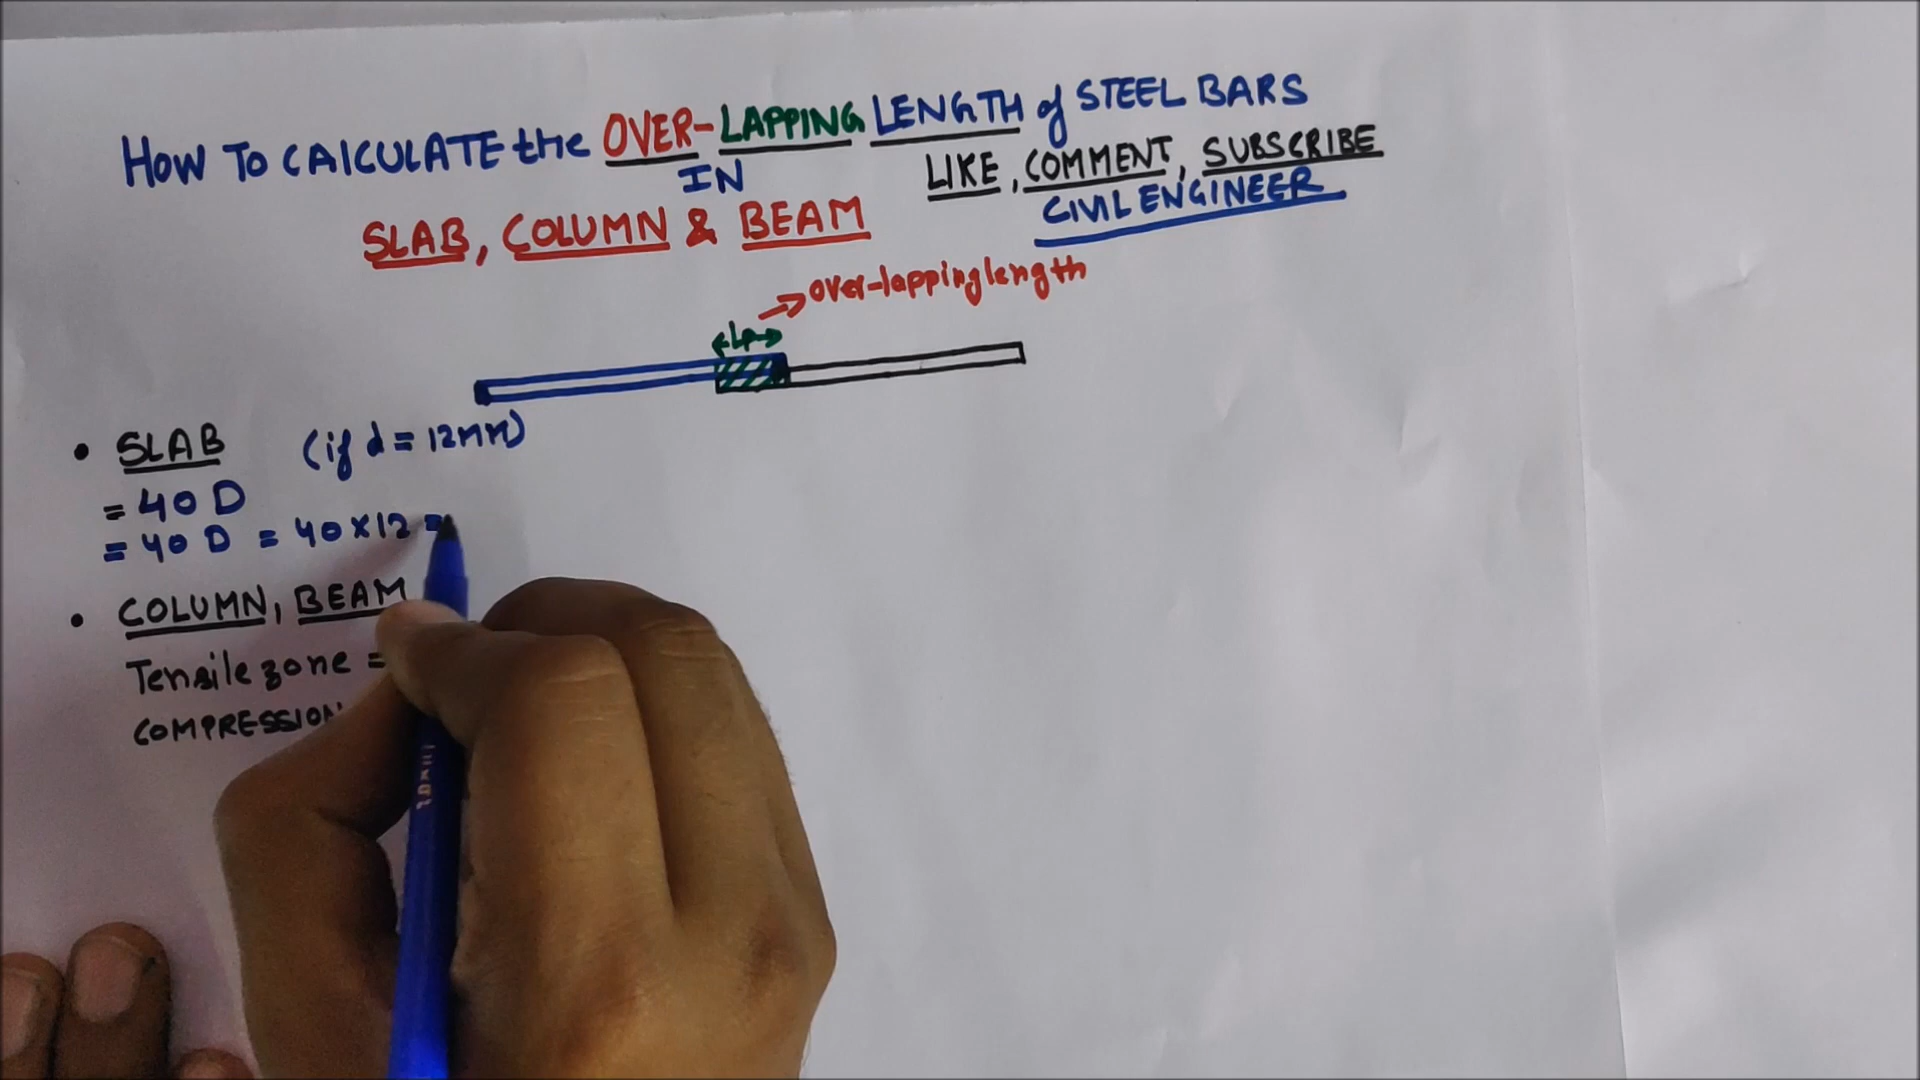 HOW TO CALCULATE the OVER-LAPPING LENGTH of STEEL BARS
IN
SLAB, COLUMN & BEAM
LIKE, COMMENT, SUBSCRIBE
CIVIL ENGINEER
over-lapping length
• SLAB (if d = 12mm)
= 40 D
= 40 D = 40 x 12 =
• COLUMN, BEAM
Tensile zone =
COMPRESSION